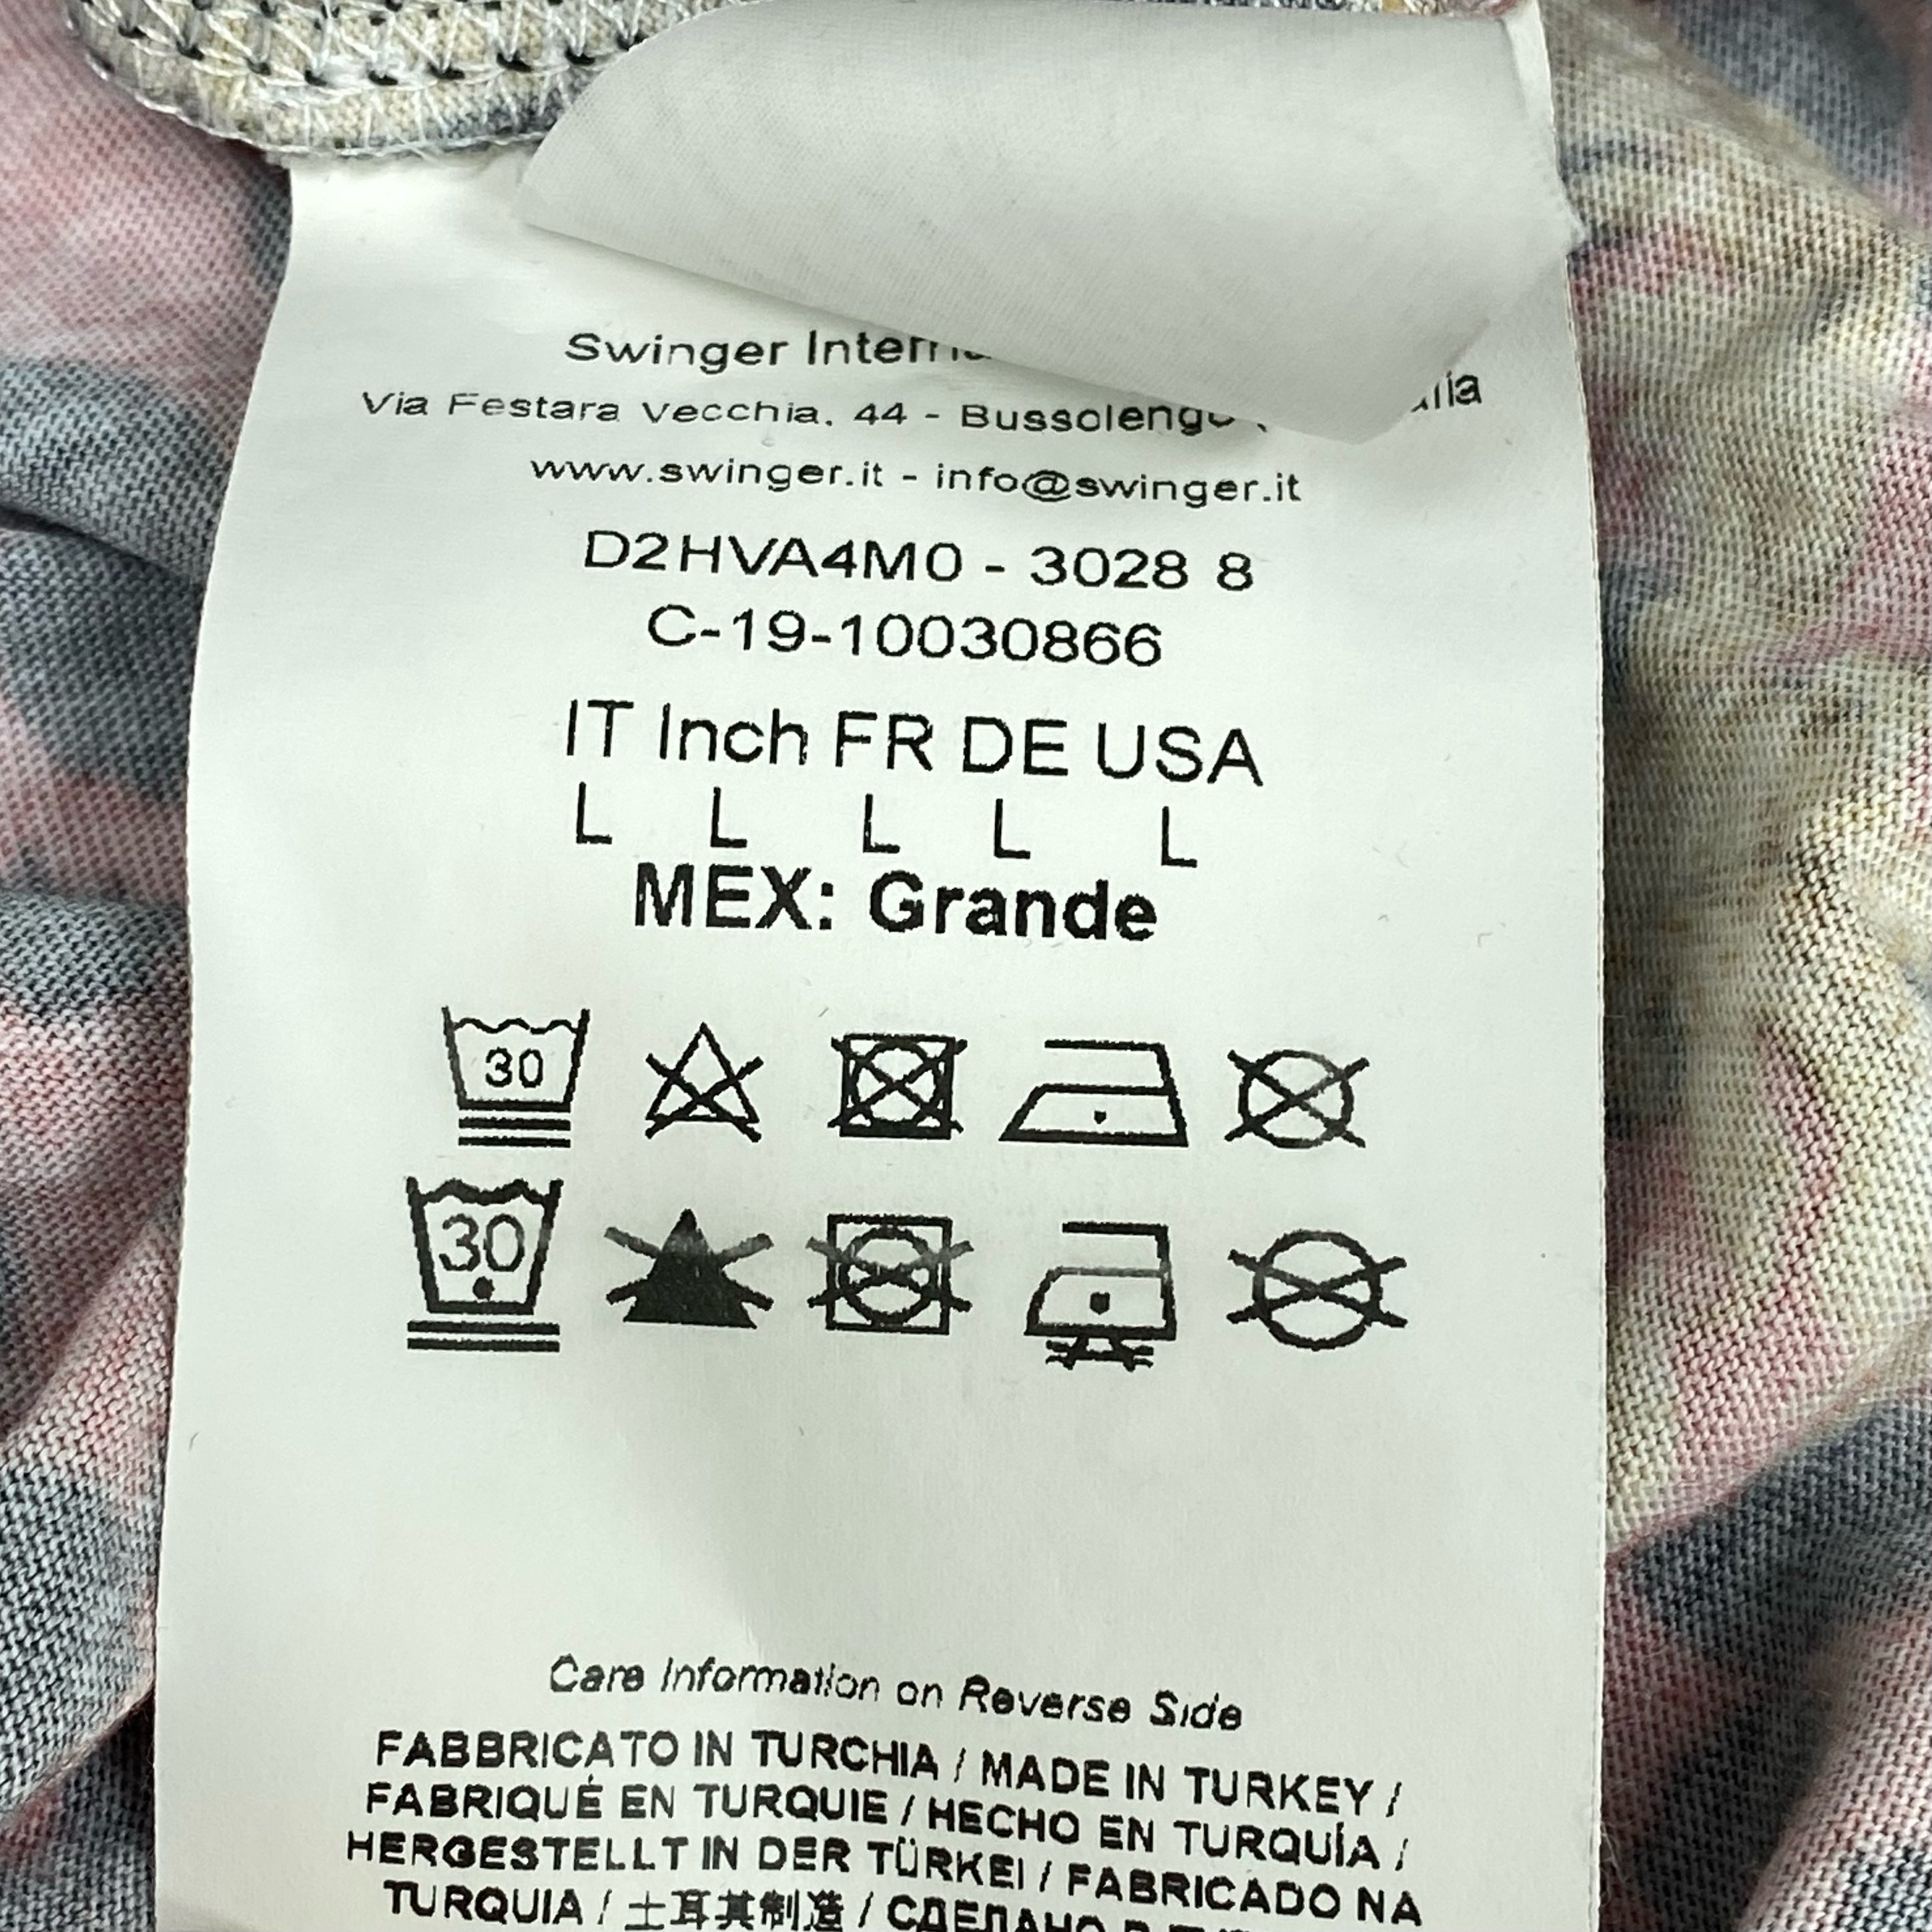 Swinger
Via Festara Vecchia, 44 - Bussolengo
www.swinger.it - info@swinger.it
D2HVA4M0 - 3028 8
C-19-10030866
IT Inch FR DE USA
L L L L L
MEX: Grande
30
30
Care Information on Reverse Side
FABBRICATO IN TURCHIA / MADE IN TURKEY /
FABRIQUÉ EN TURQUIE / HECHO EN TURQUÍA /
HERGESTELLT IN DER TÜRKEI / FABRICADO NA
TURQUIA / 土耳其制造 / СДЕЛАНО В